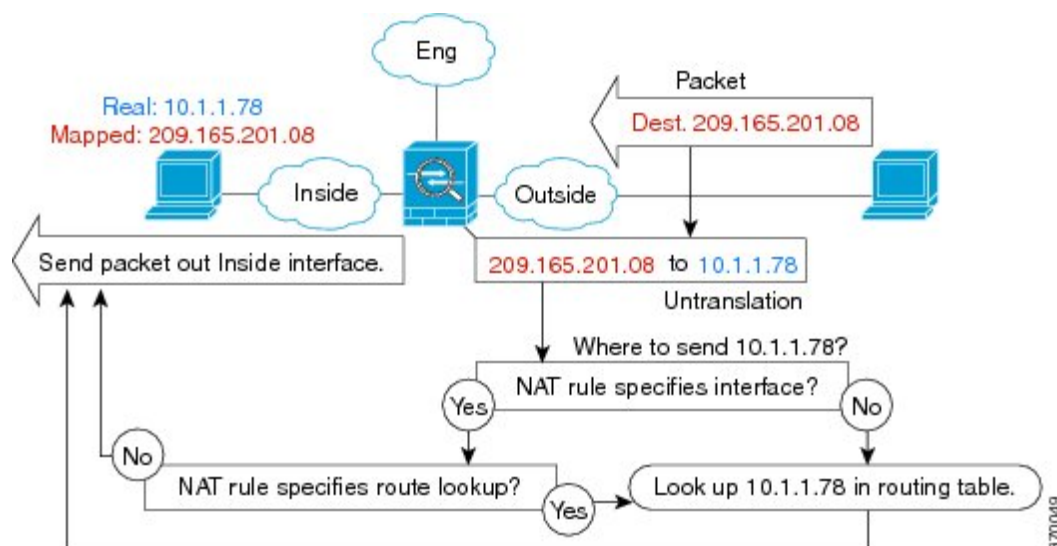 Eng
Packet
Real: 10.1.1.78
Mapped: 209.165.201.08
Dest. 209.165.201.08
Inside
Outside
Send packet out Inside interface.
209.165.201.08 to 10.1.1.78
Untranslation
Where to send 10.1.1.78?
NAT rule specifies interface?
Yes
No
No
NAT rule specifies route lookup?
Yes
Look up 10.1.1.78 in routing table.
370049